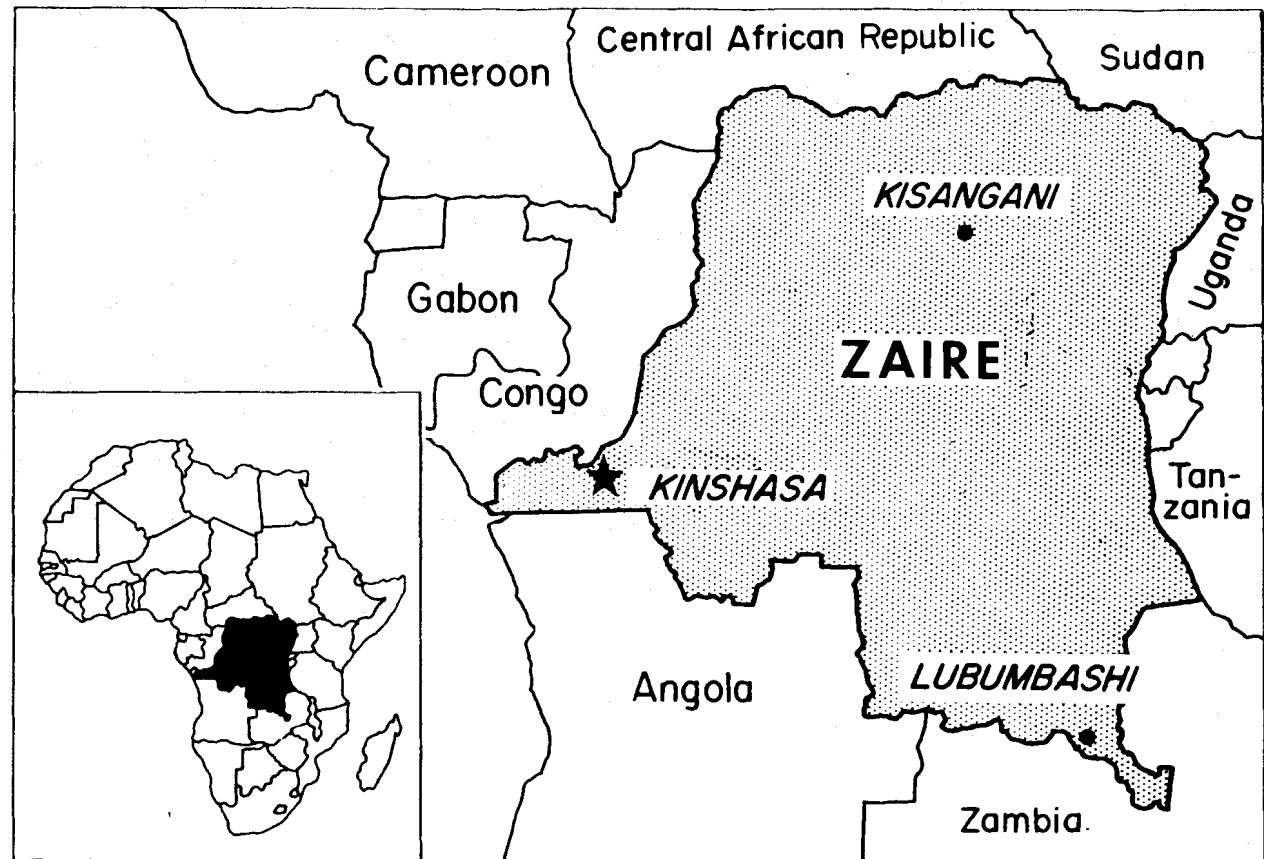 Central African Republic
Sudan
Cameroon
KISANGANI
Uganda
Gabon
ZAIRE
Congo
KINSHASA
Tan-
zania
Angola
LUBUMBASHI
Zambia